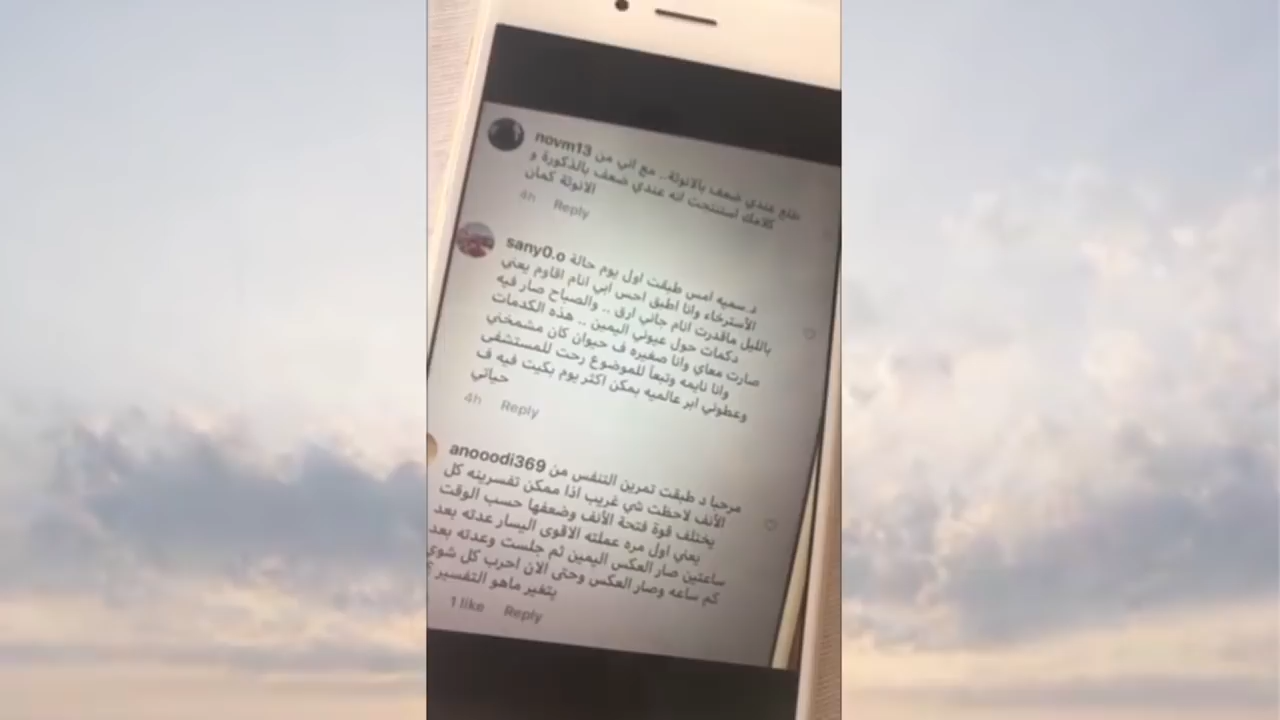 novm13 طلع عندي ضعف بالانوثة.. مع اني من
كلامك استنتجت انه عندي ضعف بالذكورة و
الانوثة كمان
4h Reply
sany0.o د.سميه امس طبقت اول يوم حالة
الأسترخاء وانا اطبق احس ابي انام اقاوم يعني
بالليل ماقدرت انام جاني ارق .. والصباح صار فيه
دكمات حول عيوني اليمين .. هذه الكدمات
صارت معاي وانا صغيره ف حيوان كان مشمخني
وانا نايمه وتبعاً للموضوع رحت للمستشفى
وعطوني ابر عالميه يمكن اكثر يوم بكيت فيه ف
حياتي
4h Reply
anooodi369 مرحبا د طبقت تمرين التنفس من
الأنف لاحظت شي غريب اذا ممكن تفسرينه كل
يختلف قوة فتحة الأنف وضعفها حسب الوقت
يعني اول مره عملته الاقوى اليسار عدته بعد
ساعتين صار العكس اليمين ثم جلست وعدته بعد
كم ساعه وصار العكس وحتى الان احرب كل شوي
يتغير ماهو التفسير ؟
1 like Reply